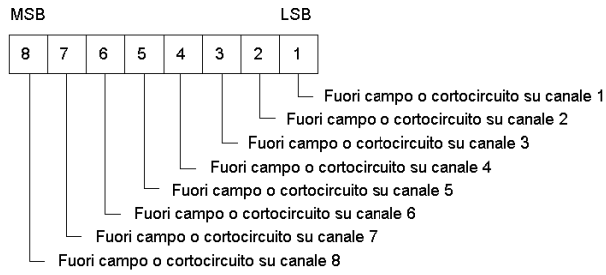 MSB LSB
8 7 6 5 4 3 2 1
Fuori campo o cortocircuito su canale 1
Fuori campo o cortocircuito su canale 2
Fuori campo o cortocircuito su canale 3
Fuori campo o cortocircuito su canale 4
Fuori campo o cortocircuito su canale 5
Fuori campo o cortocircuito su canale 6
Fuori campo o cortocircuito su canale 7
Fuori campo o cortocircuito su canale 8